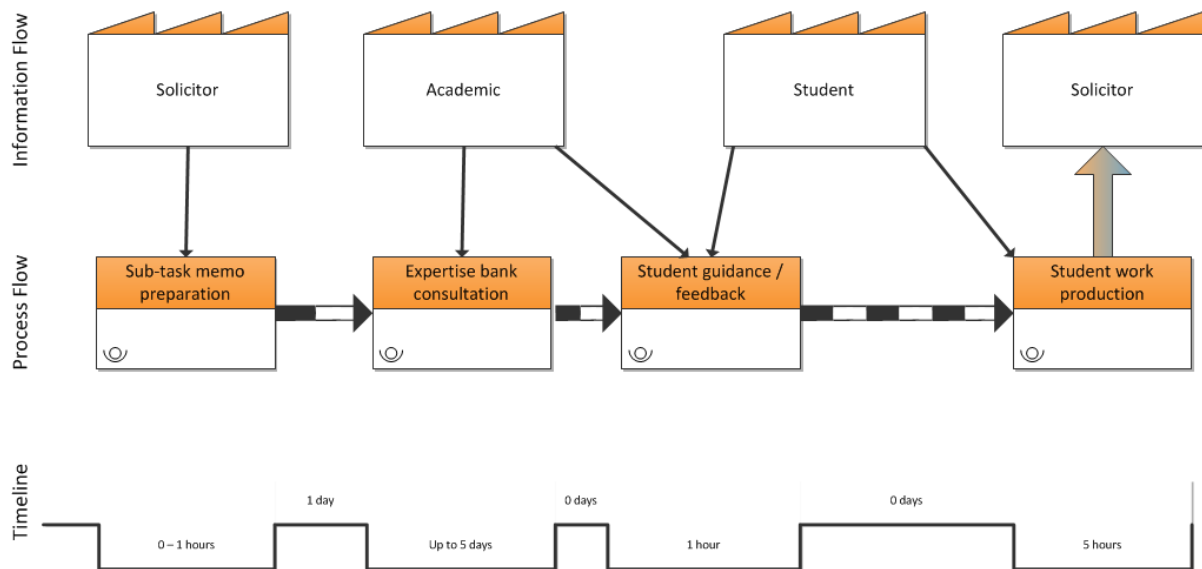 Information Flow
Solicitor
Academic
Student
Solicitor
Process Flow
Sub-task memo
preparation
Expertise bank
consultation
Student guidance /
feedback
Student work
production
Timeline
1 day
0 days
0 days
0 – 1 hours
Up to 5 days
1 hour
5 hours